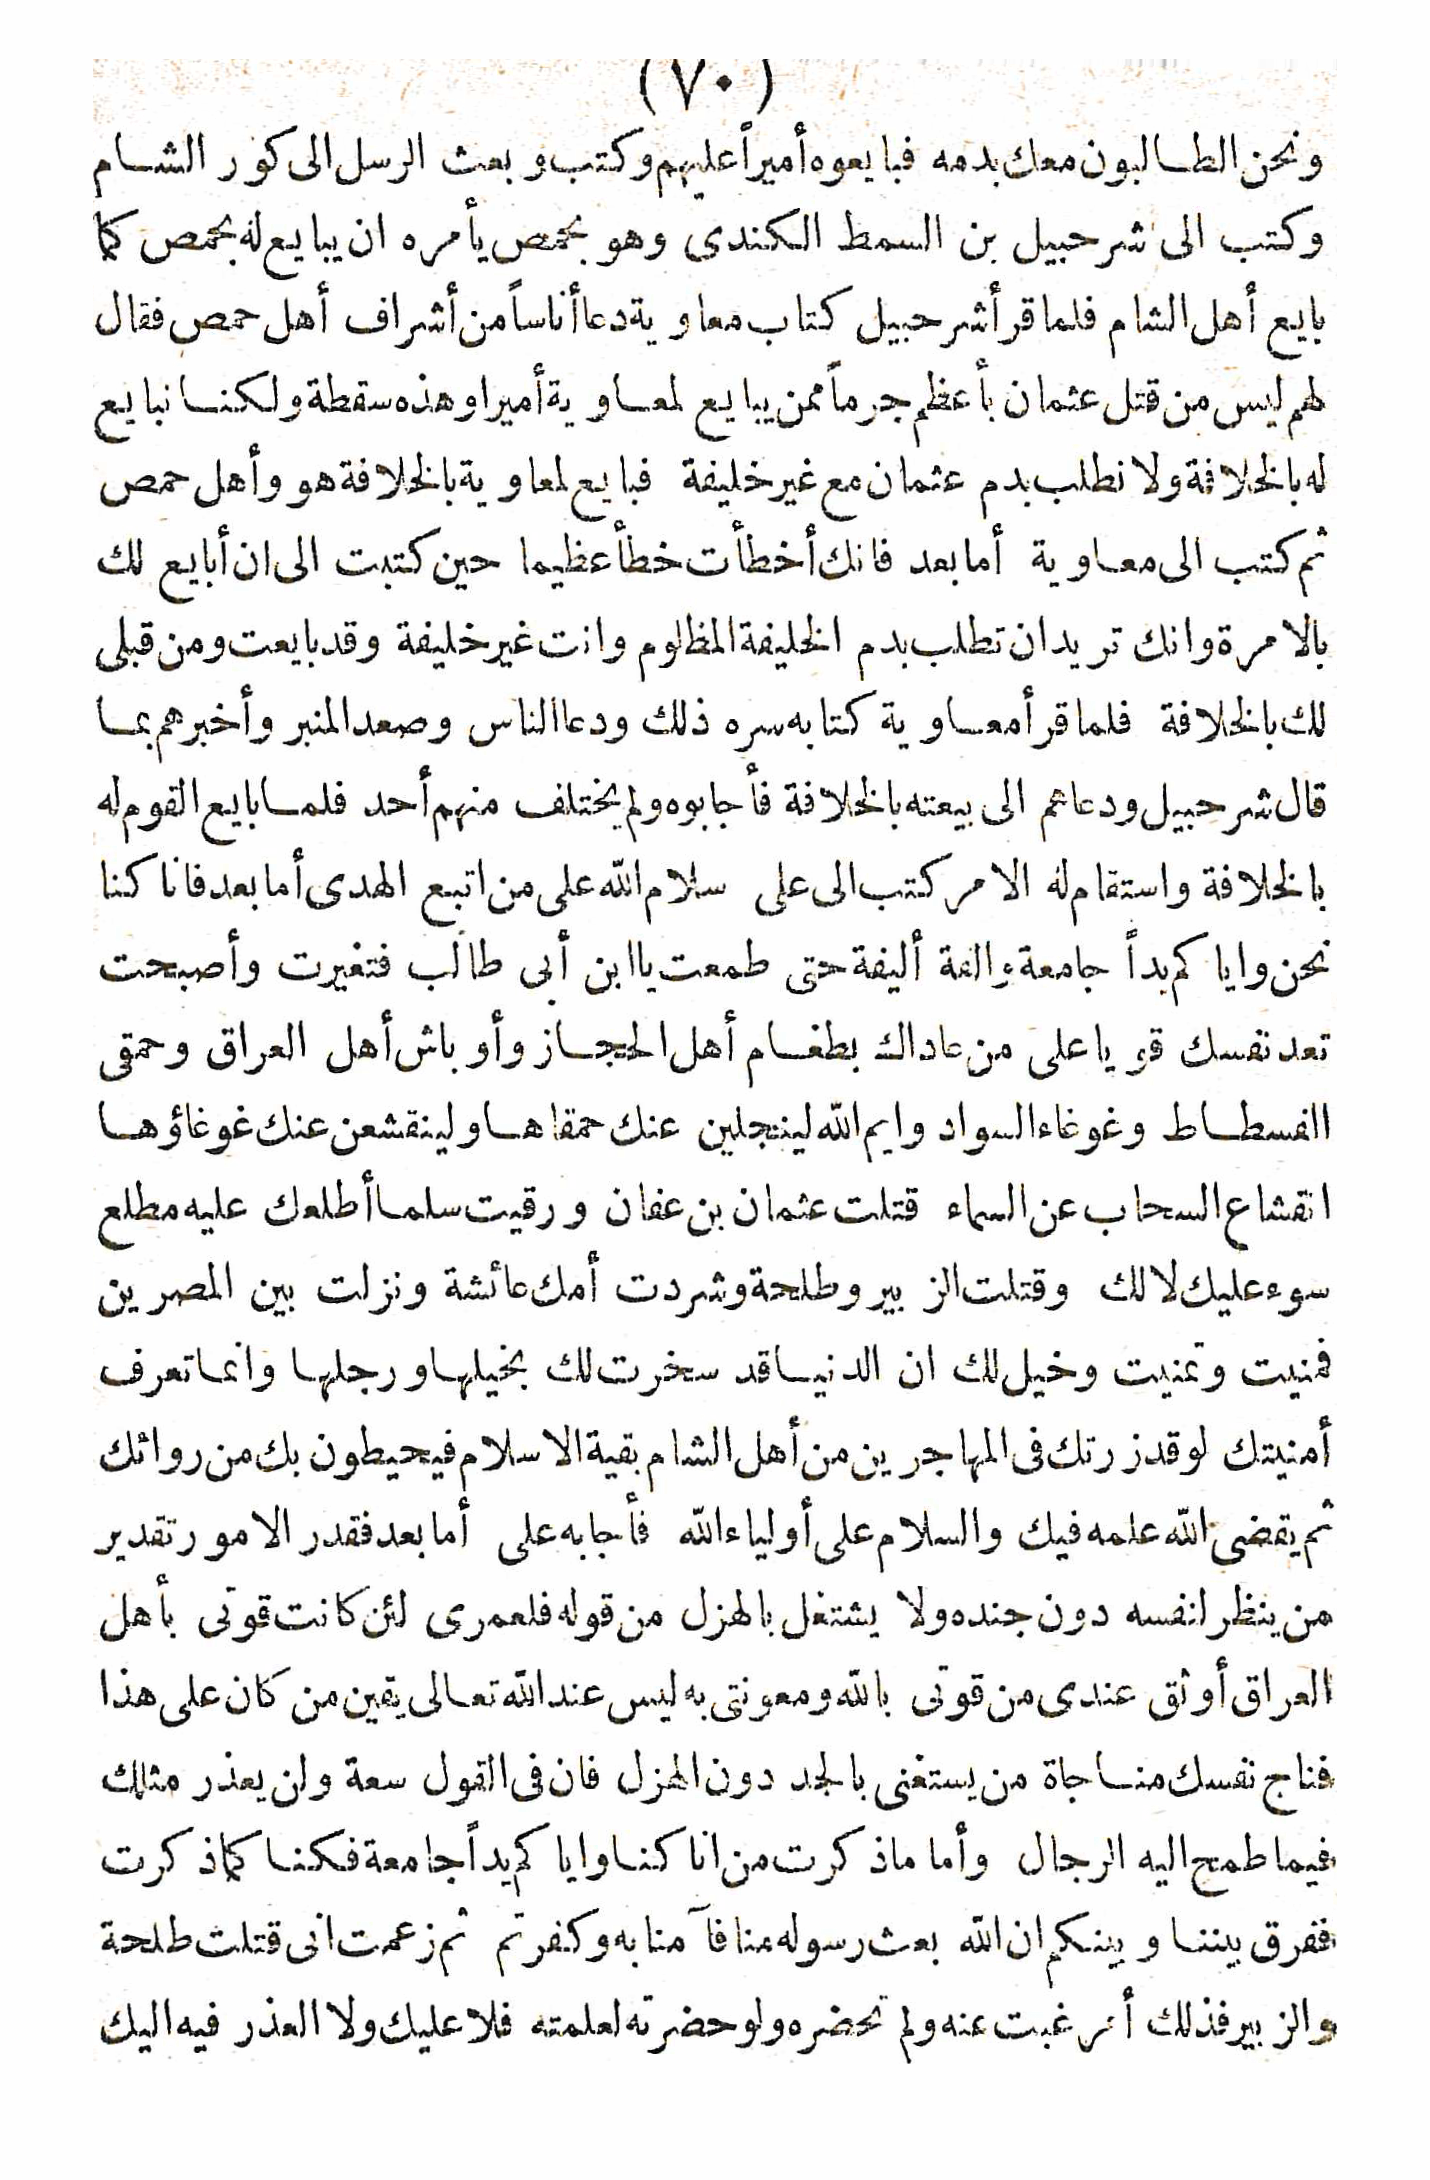 (٧٠)
ونحن الطالبون معك بدمه فبايعوه أميراً عليهم وكتب وبعث الرسل الى كور الشام
وكتب الى شرحبيل بن السمط الكندى وهو بحمص يأمره ان يبايع له بحمص كما
بايع أهل الشام فلما قرأ شرحبيل كتاب معاوية دعا أناساً من أشراف أهل حمص فقال
لهم ليس من قتل عثمان بأعظم جرماً ممن يبايع لمعاوية أميرا وهذه سقطة ولكنا نبايع
له بالخلافة ولا نطلب بدم عثمان مع غير خليفة فبايع لمعاوية بالخلافة هو وأهل حمص
ثم كتب الى معاوية أما بعد فانك أخطأت خطأ عظيما حين كتبت الى ان أبايع لك
بالامرة وانك تريد ان تطلب بدم الخليفة المظلوم وانت غير خليفة وقد بايعت ومن قبلى
لك بالخلافة فلما قرأ معاوية كتابه سره ذلك ودعا الناس وصعد المنبر وأخبرهم بما
قال شرحبيل ودعاهم الى بيعته بالخلافة فأجابوه ولم يختلف منهم أحد فلما بايع القوم له
بالخلافة واستقام له الامر كتب الى على سلام الله على من اتبع الهدى أما بعد فانا كنا
نحن واياكم يداً جامعة والفة أليفة حتى طمعت يا ابن أبى طالب فتغيرت وأصبحت
تعد نفسك قويا على من عاداك بطغام أهل الحجاز وأوباش أهل العراق وحمقى
الفسطاط وغوغاء السواد وايم الله لينجلين عنك حمقاها ولينقشعن عنك غوغاؤها
انقشاع السحاب عن السماء قتلت عثمان بن عفان ورقيت سلما أطلعك عليه مطلع
سوء عليك لا لك وقتلت الزبير وطلحة وشردت أمك عائشة ونزلت بين المصرين
فمنيت وتمنيت وخيل لك ان الدنيا قد سخرت لك بخيلها ورجلها وانما تعرف
أمنيتك لو قد زرتك فى المهاجرين من أهل الشام بقية الاسلام فيحيطون بك من روائك
ثم يقضى الله علمه فيك والسلام على أولياء الله فأجابه على أما بعد فقدر الامور تقدير
من ينظر لنفسه دون جنده ولا يشتغل بالهزل من قوله فلعمرى لئن كانت قوتى بأهل
العراق أوثق عندى من قوتى بالله ومعونتى به ليس عند الله تعالى يقين من كان على هذا
فناج نفسك مناجاة من يستغنى بالجد دون الهزل فان فى القول سعة ولن يعذر مثلك
فيما طمح اليه الرجال وأما ما ذكرت من انا كنا واياكم يداً جامعة فكنا كما ذكرت
ففرق بيننا وبينكم ان الله بعث رسوله منا فآمنا به وكفرتم ثم زعمت انى قتلت طلحة
والزبير فذلك أمر غبت عنه ولم تحضره ولو حضرته لعلمته فلا عليك ولا العذر فيه اليك